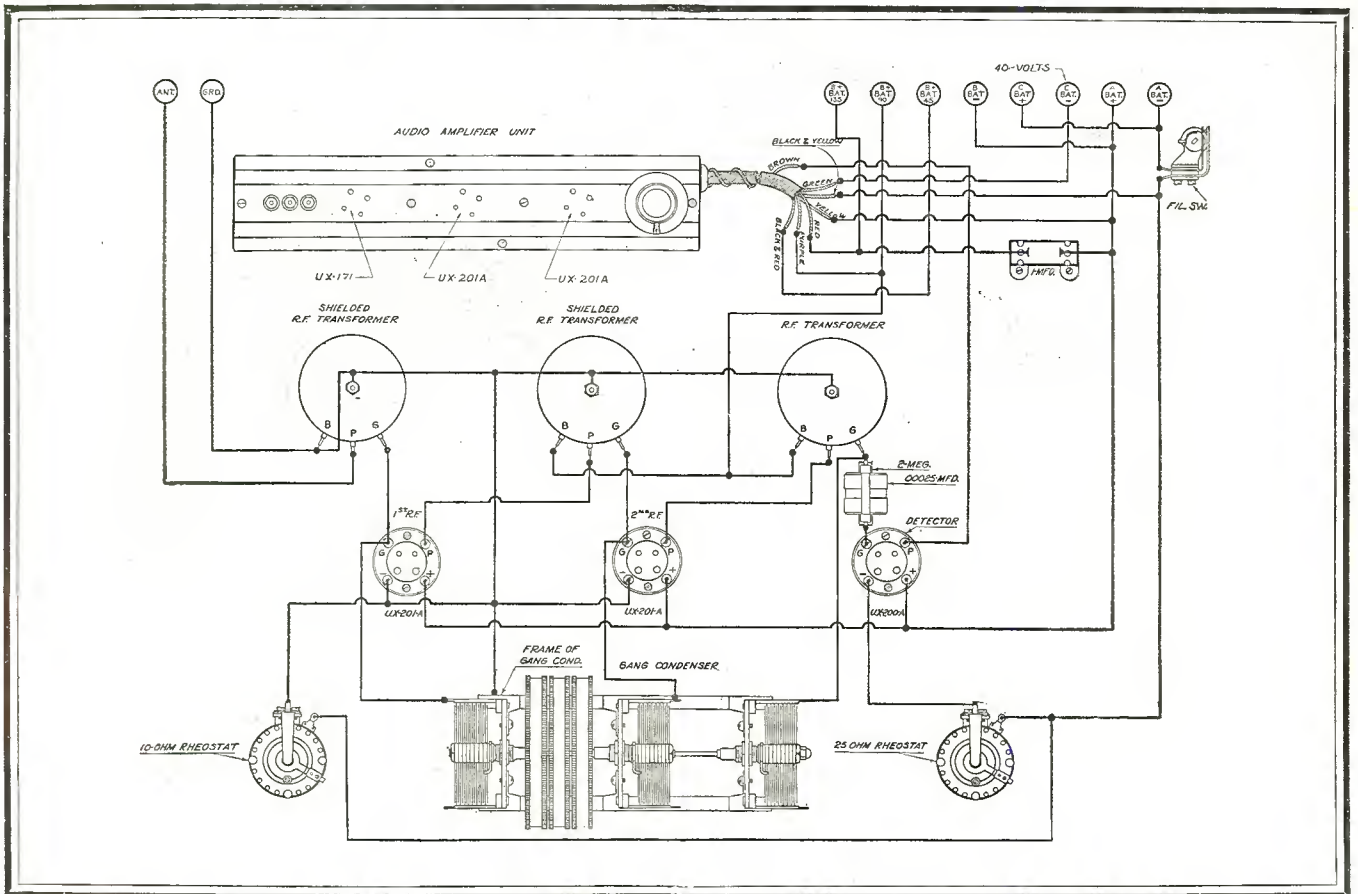 40-VOLTS
ANT. GRD. B+ BAT. 135 B+ BAT. 90 B+ BAT. 45 B BAT. - C BAT. + C BAT. - A BAT. + A BAT. -
AUDIO AMPLIFIER UNIT
BLACK & YELLOW
BROWN
GREEN
YELLOW
RED
PURPLE
BLACK & RED
FIL. SW.
1-MFD.
UX-171 UX-201A UX-201A
SHIELDED
R.F. TRANSFORMER
SHIELDED
R.F. TRANSFORMER
R.F. TRANSFORMER
B P G
B P G
B P G
2-MEG.
.00025-MFD.
1ST R.F.
2ND R.F.
DETECTOR
G P - +
G P - +
G P - +
UX-201-A
UX-201-A
UX-200-A
FRAME OF
GANG COND.
GANG CONDENSER
10-OHM RHEOSTAT
25 OHM RHEOSTAT